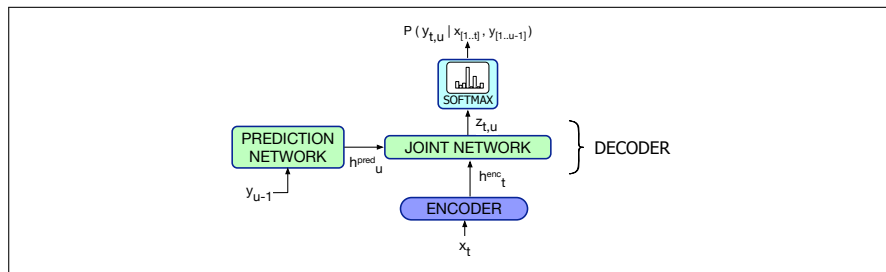 P ( y_{t,u} | x_{[1..t]} , y_{[1..u-1]} )
SOFTMAX
z_{t,u}
PREDICTION
NETWORK
JOINT NETWORK
DECODER
h^{pred}_u
h^{enc}_t
y_{u-1}
ENCODER
x_t